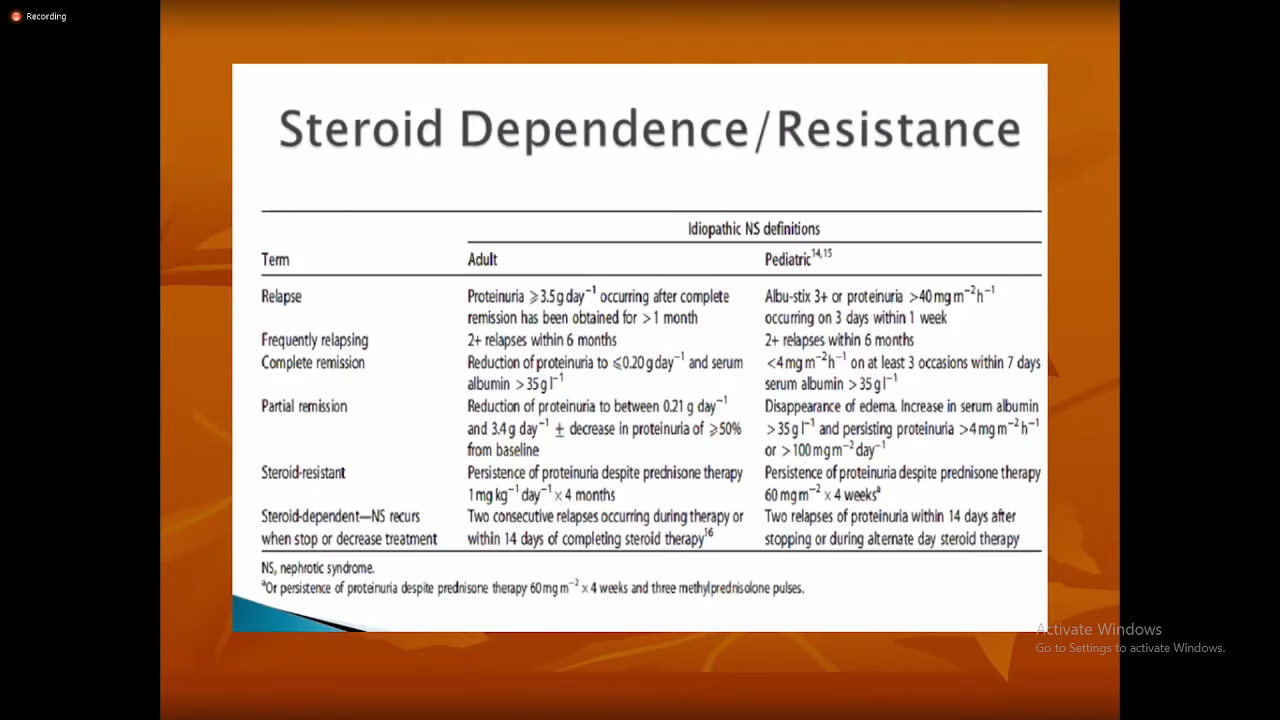 Recording
Steroid Dependence/Resistance
Idiopathic NS definitions
Term Adult Pediatric14,15
Relapse Proteinuria ⩾3.5 g day−1 occurring after complete Albu-stix 3+ or proteinuria >40 mg m−2 h−1
remission has been obtained for >1 month occurring on 3 days within 1 week
Frequently relapsing 2+ relapses within 6 months 2+ relapses within 6 months
Complete remission Reduction of proteinuria to ⩽0.20 g day−1 and serum <4 mg m−2 h−1 on at least 3 occasions within 7 days
albumin >35 g l−1 serum albumin >35 g l−1
Partial remission Reduction of proteinuria to between 0.21 g day−1 Disappearance of edema. Increase in serum albumin
and 3.4 g day−1 ± decrease in proteinuria of ⩾50% >35 g l−1 and persisting proteinuria >4 mg m−2 h−1
from baseline or >100 mg m−2 day−1
Steroid-resistant Persistence of proteinuria despite prednisone therapy Persistence of proteinuria despite prednisone therapy
1 mg kg−1 day−1 × 4 months 60 mg m−2 × 4 weeksa
Steroid-dependent—NS recurs Two consecutive relapses occurring during therapy or Two relapses of proteinuria within 14 days after
when stop or decrease treatment within 14 days of completing steroid therapy16 stopping or during alternate day steroid therapy
NS, nephrotic syndrome.
aOr persistence of proteinuria despite prednisone therapy 60 mg m−2 × 4 weeks and three methylprednisolone pulses.
Activate Windows
Go to Settings to activate Windows.